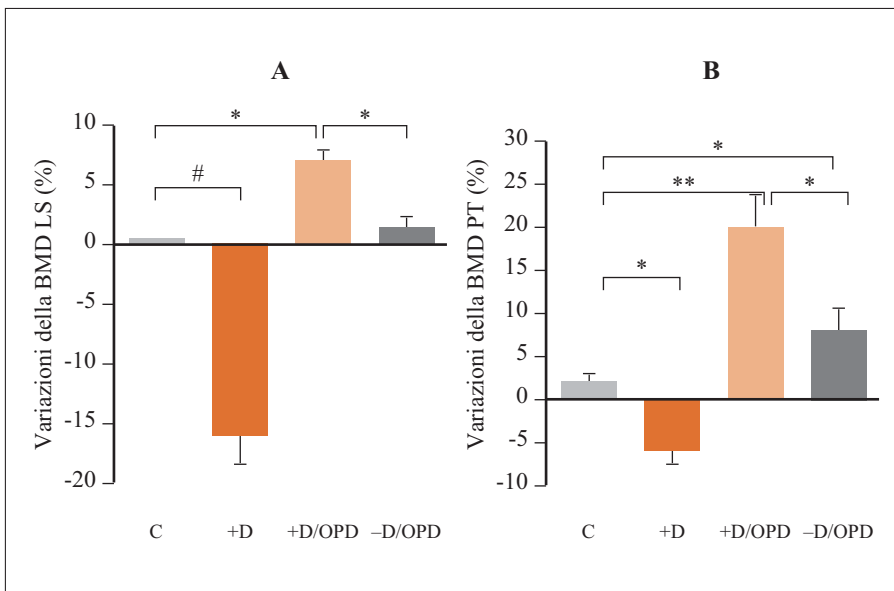 A
Variazioni della BMD LS (%)
10
5
0
-5
-10
-15
-20
*
*
#
C
+D
+D/OPD
–D/OPD
B
Variazioni della BMD PT (%)
30
25
20
15
10
5
0
-5
-10
*
**
*
*
C
+D
+D/OPD
–D/OPD